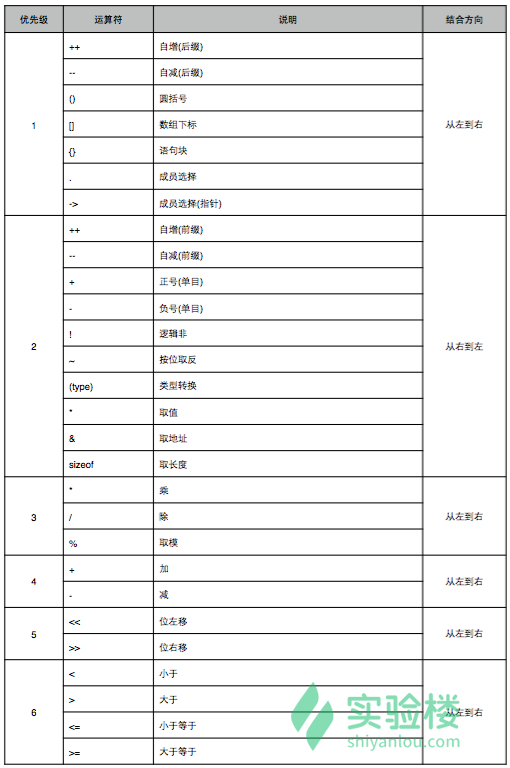 优先级 运算符 说明 结合方向
++ 自增(后缀)
-- 自减(后缀)
() 圆括号
1 [] 数组下标 从左到右
{} 语句块
. 成员选择
-> 成员选择(指针)
++ 自增(前缀)
-- 自减(前缀)
+ 正号(单目)
- 负号(单目)
2 ! 逻辑非 从右到左
~ 按位取反
(type) 类型转换
* 取值
& 取地址
sizeof 取长度
* 乘
3 / 除 从左到右
% 取模
+ 加
4 从左到右
- 减
<< 位左移
5 从左到右
>> 位右移
< 小于
> 大于
6 从左到右
<= 小于等于
>= 大于等于
实验楼
shiyanlou.com